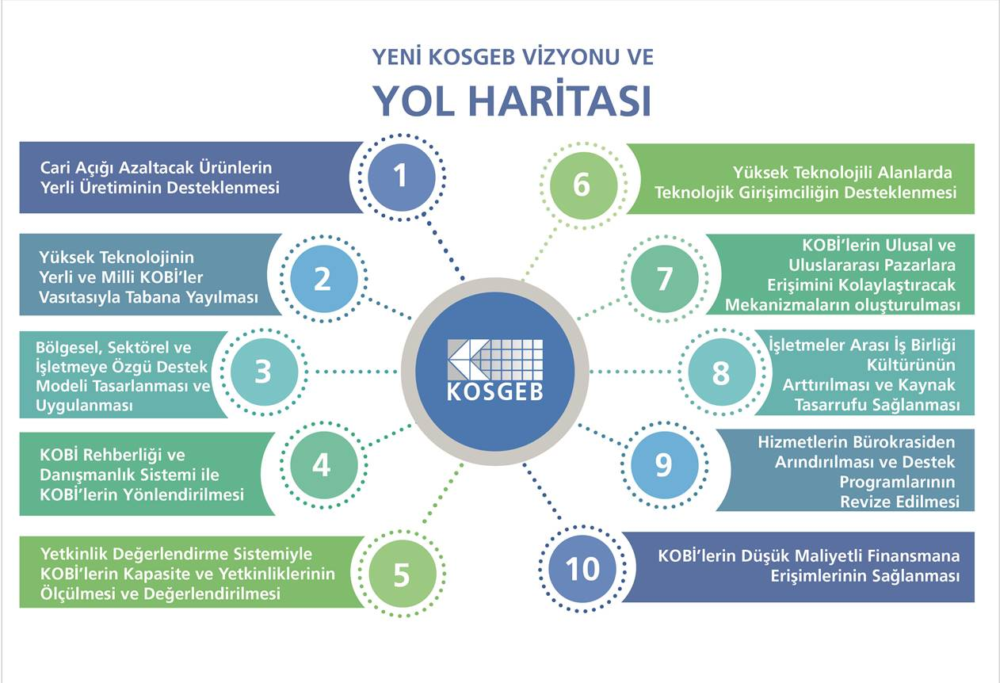 YENİ KOSGEB VİZYONU VE
YOL HARİTASI
1
Cari Açığı Azaltacak Ürünlerin
Yerli Üretiminin Desteklenmesi
2
Yüksek Teknolojinin
Yerli ve Milli KOBİ’ler
Vasıtasıyla Tabana Yayılması
3
Bölgesel, Sektörel ve
İşletmeye Özgü Destek
Modeli Tasarlanması ve
Uygulanması
4
KOBİ Rehberliği ve
Danışmanlık Sistemi ile
KOBİ’lerin Yönlendirilmesi
5
Yetkinlik Değerlendirme Sistemiyle
KOBİ’lerin Kapasite ve Yetkinliklerinin
Ölçülmesi ve Değerlendirilmesi
KOSGEB
6
Yüksek Teknolojili Alanlarda
Teknolojik Girişimciliğin Desteklenmesi
7
KOBİ’lerin Ulusal ve
Uluslararası Pazarlara
Erişimini Kolaylaştıracak
Mekanizmaların oluşturulması
8
İşletmeler Arası İş Birliği
Kültürünün
Arttırılması ve Kaynak
Tasarrufu Sağlanması
9
Hizmetlerin Bürokrasiden
Arındırılması ve Destek
Programlarının
Revize Edilmesi
10
KOBİ’lerin Düşük Maliyetli Finansmana
Erişimlerinin Sağlanması